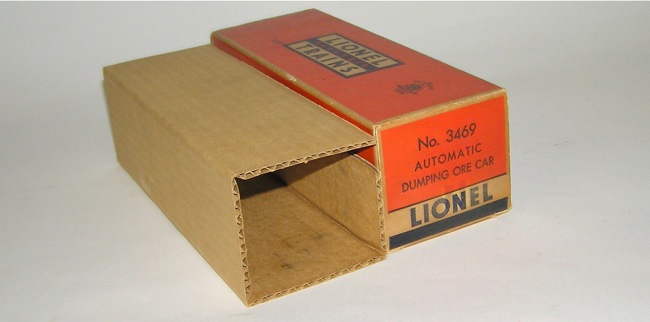 LIONEL
TRAINS
No. 3469
AUTOMATIC
DUMPING ORE CAR
LIONEL